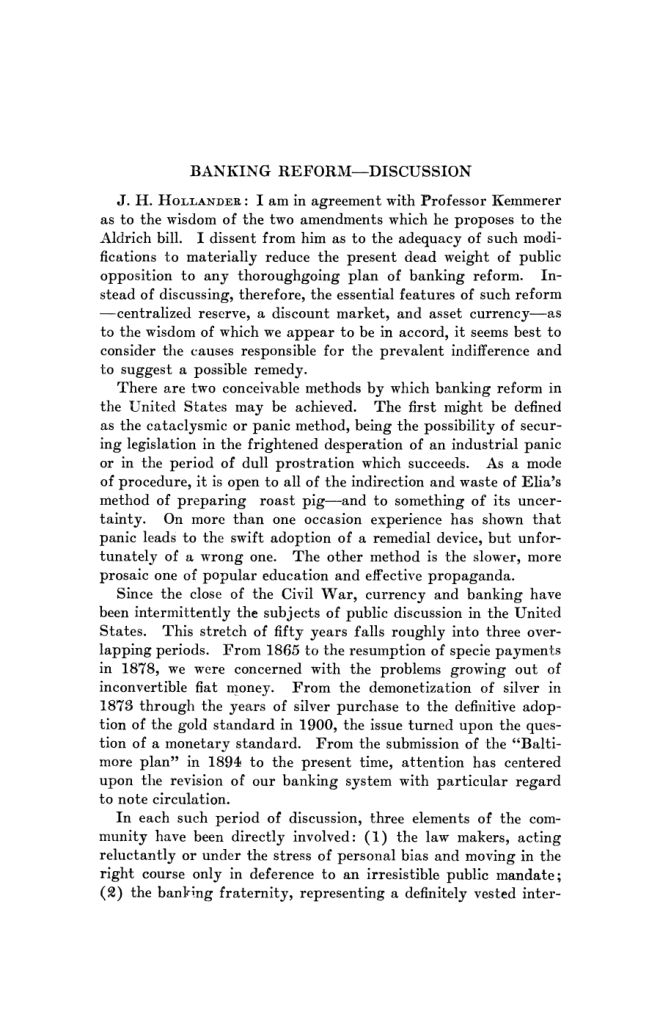 BANKING REFORM—DISCUSSION
J. H. HOLLANDER: I am in agreement with Professor Kemmerer
as to the wisdom of the two amendments which he proposes to the
Aldrich bill. I dissent from him as to the adequacy of such modi-
fications to materially reduce the present dead weight of public
opposition to any thoroughgoing plan of banking reform. In-
stead of discussing, therefore, the essential features of such reform
—centralized reserve, a discount market, and asset currency—as
to the wisdom of which we appear to be in accord, it seems best to
consider the causes responsible for the prevalent indifference and
to suggest a possible remedy.
There are two conceivable methods by which banking reform in
the United States may be achieved. The first might be defined
as the cataclysmic or panic method, being the possibility of secur-
ing legislation in the frightened desperation of an industrial panic
or in the period of dull prostration which succeeds. As a mode
of procedure, it is open to all of the indirection and waste of Elia's
method of preparing roast pig—and to something of its uncer-
tainty. On more than one occasion experience has shown that
panic leads to the swift adoption of a remedial device, but unfor-
tunately of a wrong one. The other method is the slower, more
prosaic one of popular education and effective propaganda.
Since the close of the Civil War, currency and banking have
been intermittently the subjects of public discussion in the United
States. This stretch of fifty years falls roughly into three over-
lapping periods. From 1865 to the resumption of specie payments
in 1878, we were concerned with the problems growing out of
inconvertible fiat money. From the demonetization of silver in
1873 through the years of silver purchase to the definitive adop-
tion of the gold standard in 1900, the issue turned upon the ques-
tion of a monetary standard. From the submission of the "Balti-
more plan" in 1894 to the present time, attention has centered
upon the revision of our banking system with particular regard
to note circulation.
In each such period of discussion, three elements of the com-
munity have been directly involved: (1) the law makers, acting
reluctantly or under the stress of personal bias and moving in the
right course only in deference to an irresistible public mandate;
(2) the banking fraternity, representing a definitely vested inter-